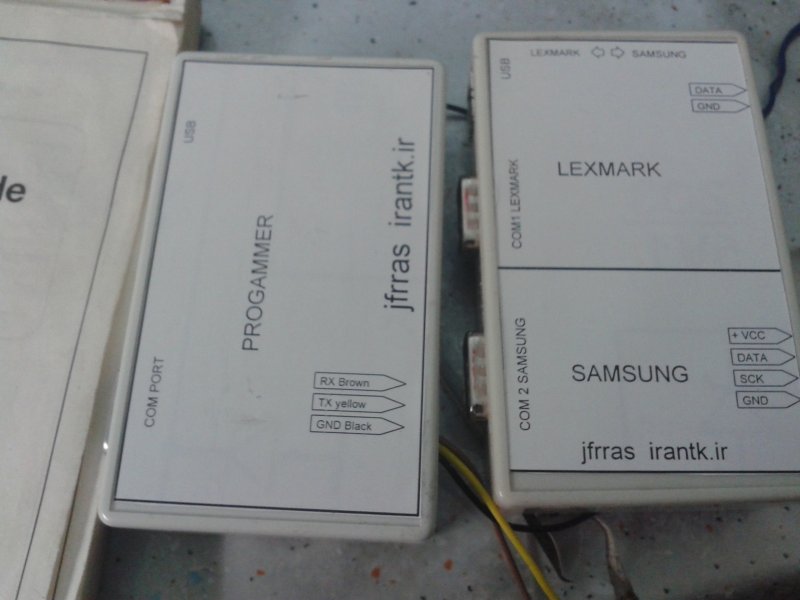 de
USB
PROGAMMER
jfrras irantk.ir
COM PORT
RX Brown
TX yellow
GND Black
LEXMARK SAMSUNG
USB
DATA
GND
COM1 LEXMARK
LEXMARK
COM 2 SAMSUNG
SAMSUNG
+ VCC
DATA
SCK
GND
jfrras irantk.ir